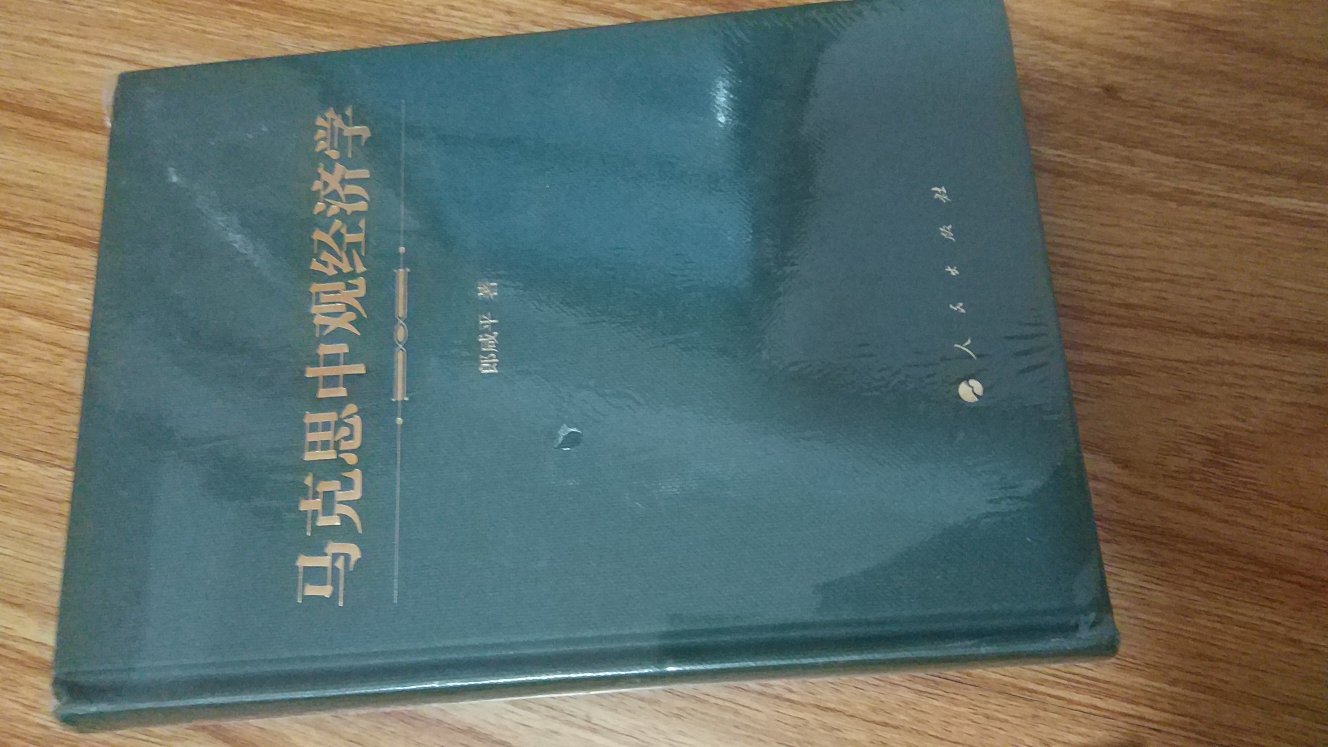 马克思中观经济学
郎咸平 著
人民出版社